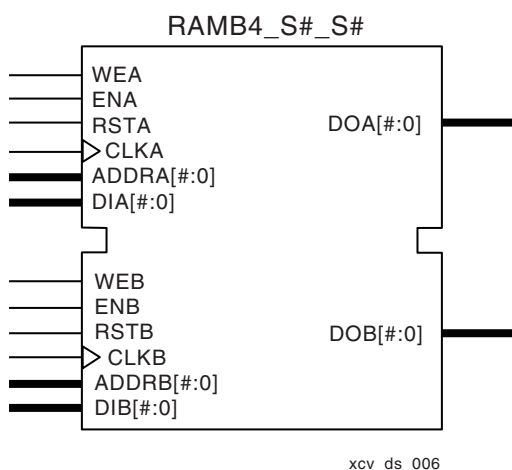 RAMB4_S#_S#
WEA
ENA
RSTA
DOA[#:0]
CLKA
ADDRA[#:0]
DIA[#:0]
WEB
ENB
RSTB
DOB[#:0]
CLKB
ADDRB[#:0]
DIB[#:0]
xcv_ds_006